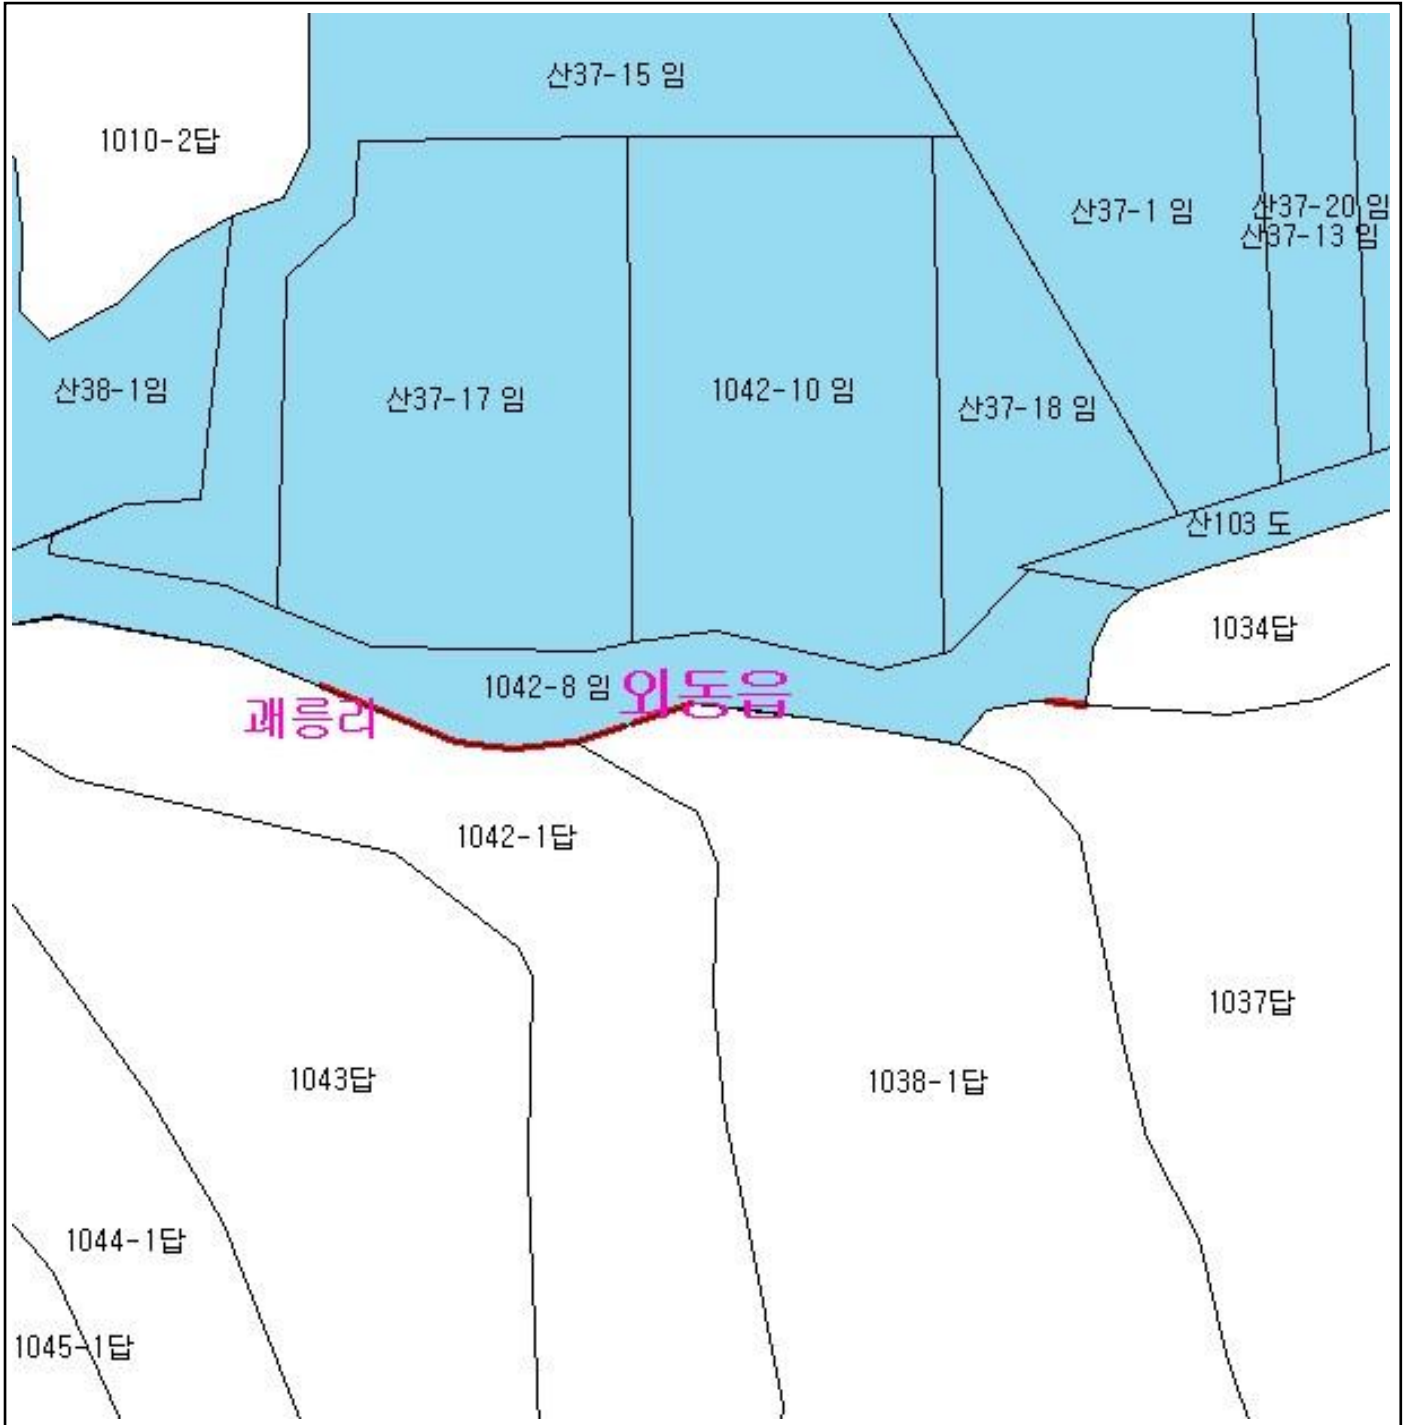 산37-15 임
1010-2답
산37-1 임
산37-20 임
산37-13 임
산38-1임
산37-17 임
1042-10 임
산37-18 임
산103 도
1034답
1042-8 임
외동읍
괘릉리
1042-1답
1037답
1043답
1038-1답
1044-1답
1045-1답